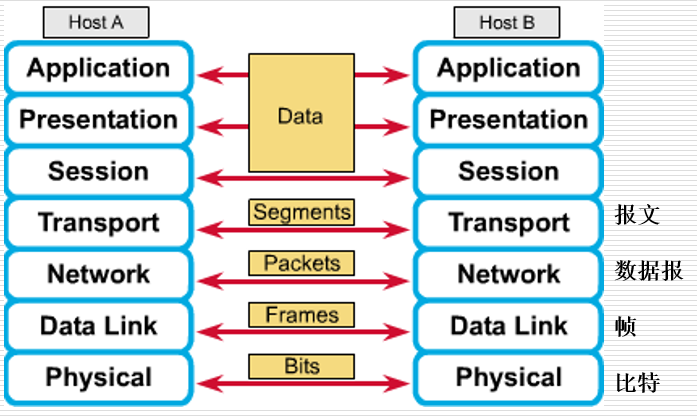 Host A Host B
Application Application
Presentation Data Presentation
Session Session
Transport Segments Transport 报文
Network Packets Network 数据报
Data Link Frames Data Link 帧
Physical Bits Physical 比特